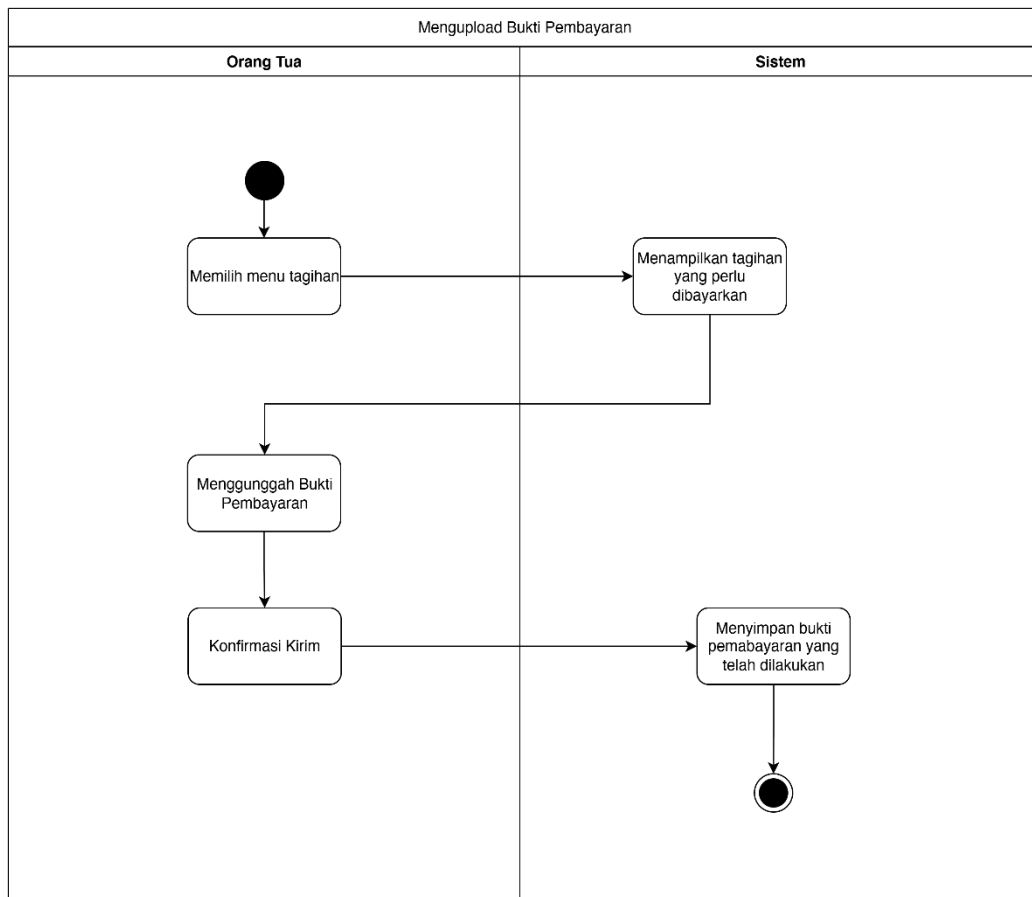 Mengupload Bukti Pembayaran
Orang Tua
Sistem
Memilih menu tagihan
Menampilkan tagihan
yang perlu
dibayarkan
Menggunggah Bukti
Pembayaran
Konfirmasi Kirim
Menyimpan bukti
pemabayaran yang
telah dilakukan